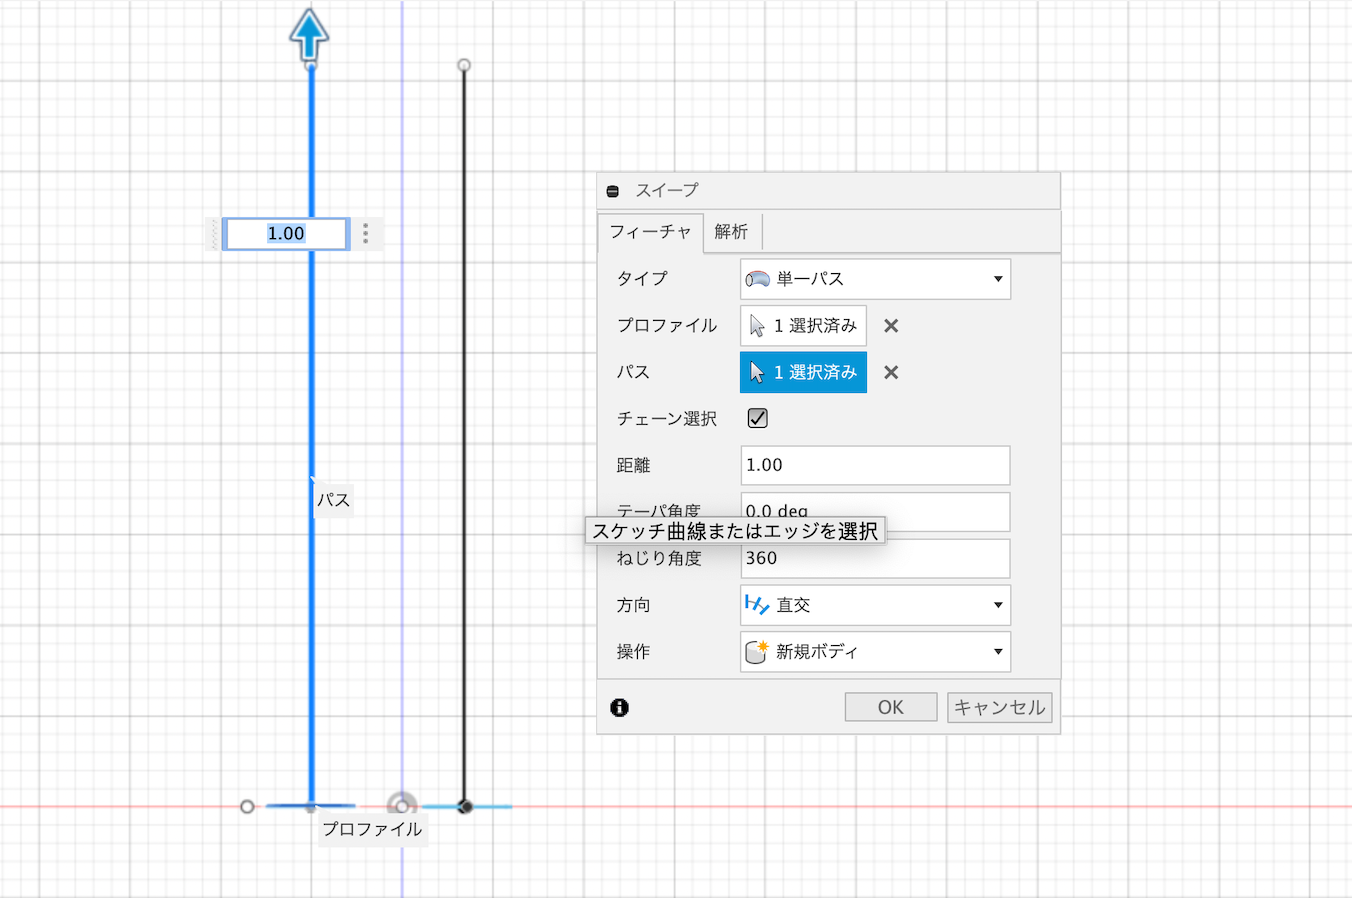 1.00
パス
プロファイル
スイープ
フィーチャ 解析
タイプ 単一パス
プロファイル 1 選択済み
パス 1 選択済み
チェーン選択
距離 1.00
テーパ角度 0.0 deg
スケッチ曲線またはエッジを選択
ねじり角度 360
方向 直交
操作 新規ボディ
OK キャンセル